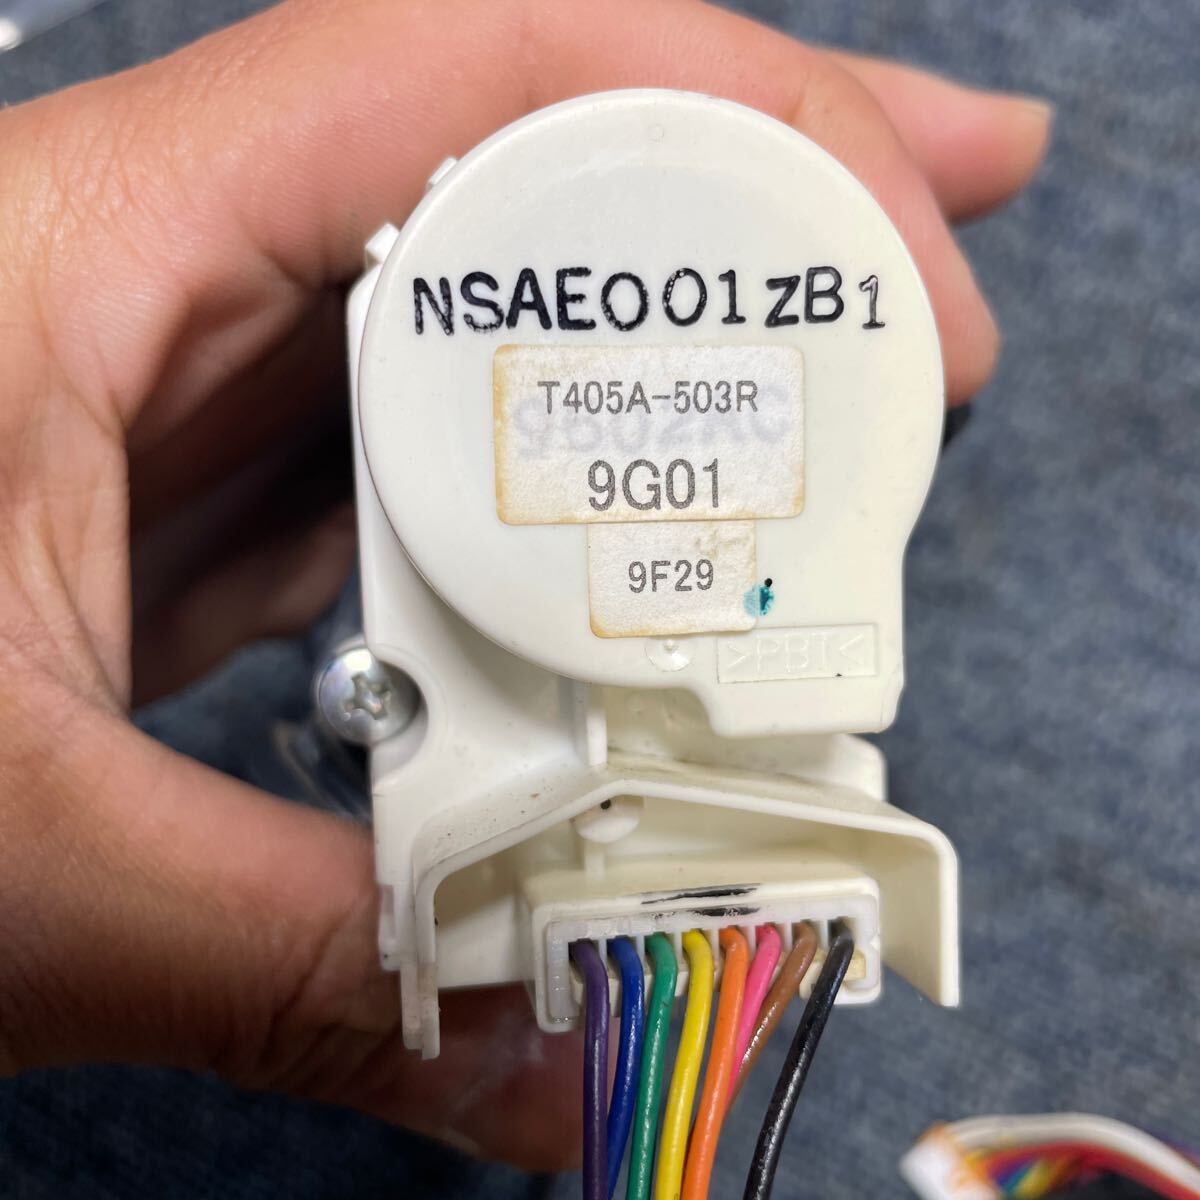 NSAE001ZB1
T405A-503R
9G01
9F29
>PBT<